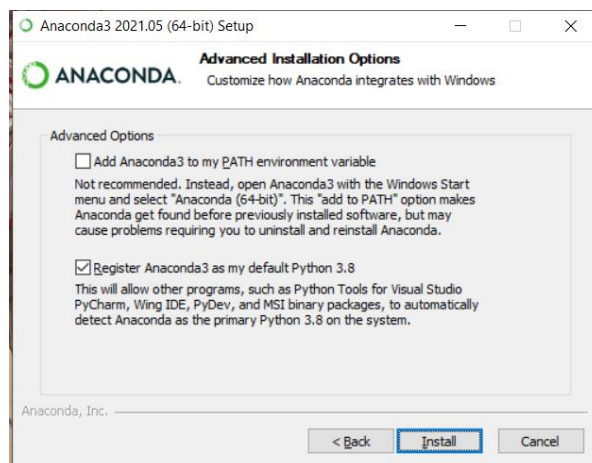 Anaconda3 2021.05 (64-bit) Setup
ANACONDA.
Advanced Installation Options
Customize how Anaconda integrates with Windows
Advanced Options
Add Anaconda3 to my PATH environment variable
Not recommended. Instead, open Anaconda3 with the Windows Start
menu and select "Anaconda (64-bit)". This "add to PATH" option makes
Anaconda get found before previously installed software, but may
cause problems requiring you to uninstall and reinstall Anaconda.
Register Anaconda3 as my default Python 3.8
This will allow other programs, such as Python Tools for Visual Studio
PyCharm, Wing IDE, PyDev, and MSI binary packages, to automatically
detect Anaconda as the primary Python 3.8 on the system.
Anaconda, Inc.
< Back
Install
Cancel